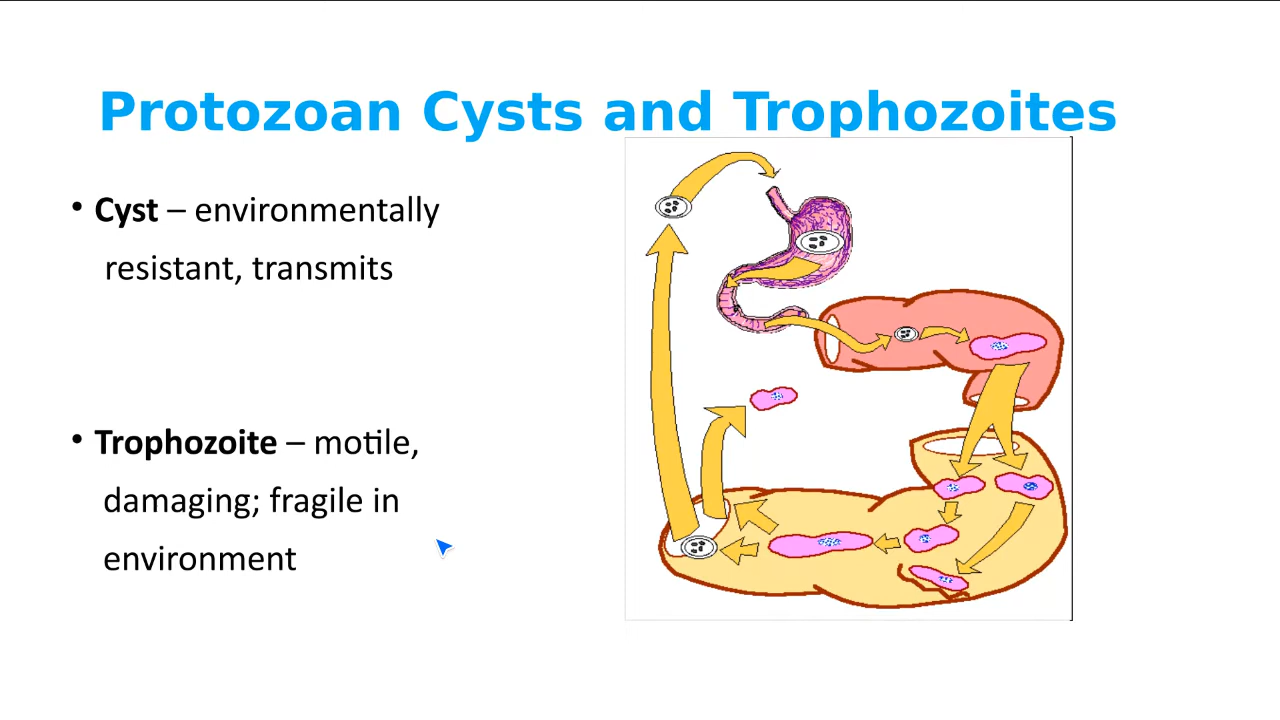 Protozoan Cysts and Trophozoites
• Cyst – environmentally
resistant, transmits
• Trophozoite – motile,
damaging; fragile in
environment